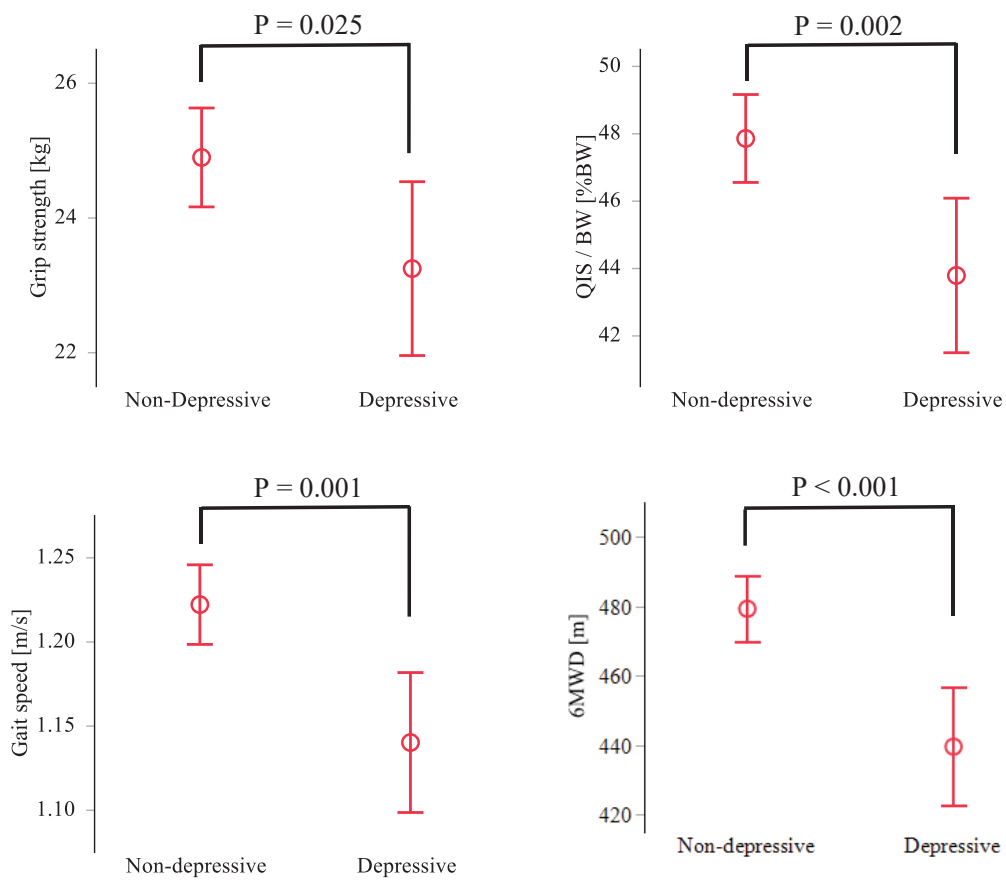 P = 0.025
Grip strength [kg]
26
24
22
Non-Depressive
Depressive
P = 0.002
QIS / BW [%BW]
50
48
46
44
42
Non-depressive
Depressive
P = 0.001
Gait speed [m/s]
1.25
1.20
1.15
1.10
Non-depressive
Depressive
P < 0.001
6MWD [m]
500
480
460
440
420
Non-depressive
Depressive